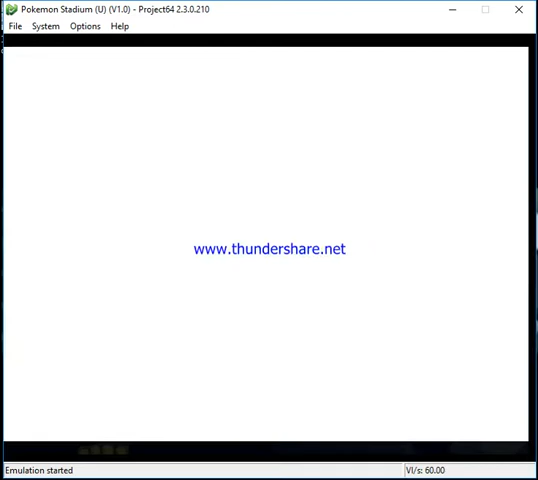 Pokemon Stadium (U) (V1.0) - Project64 2.3.0.210
File System Options Help
www.thundershare.net
Emulation started VI/s: 60.00